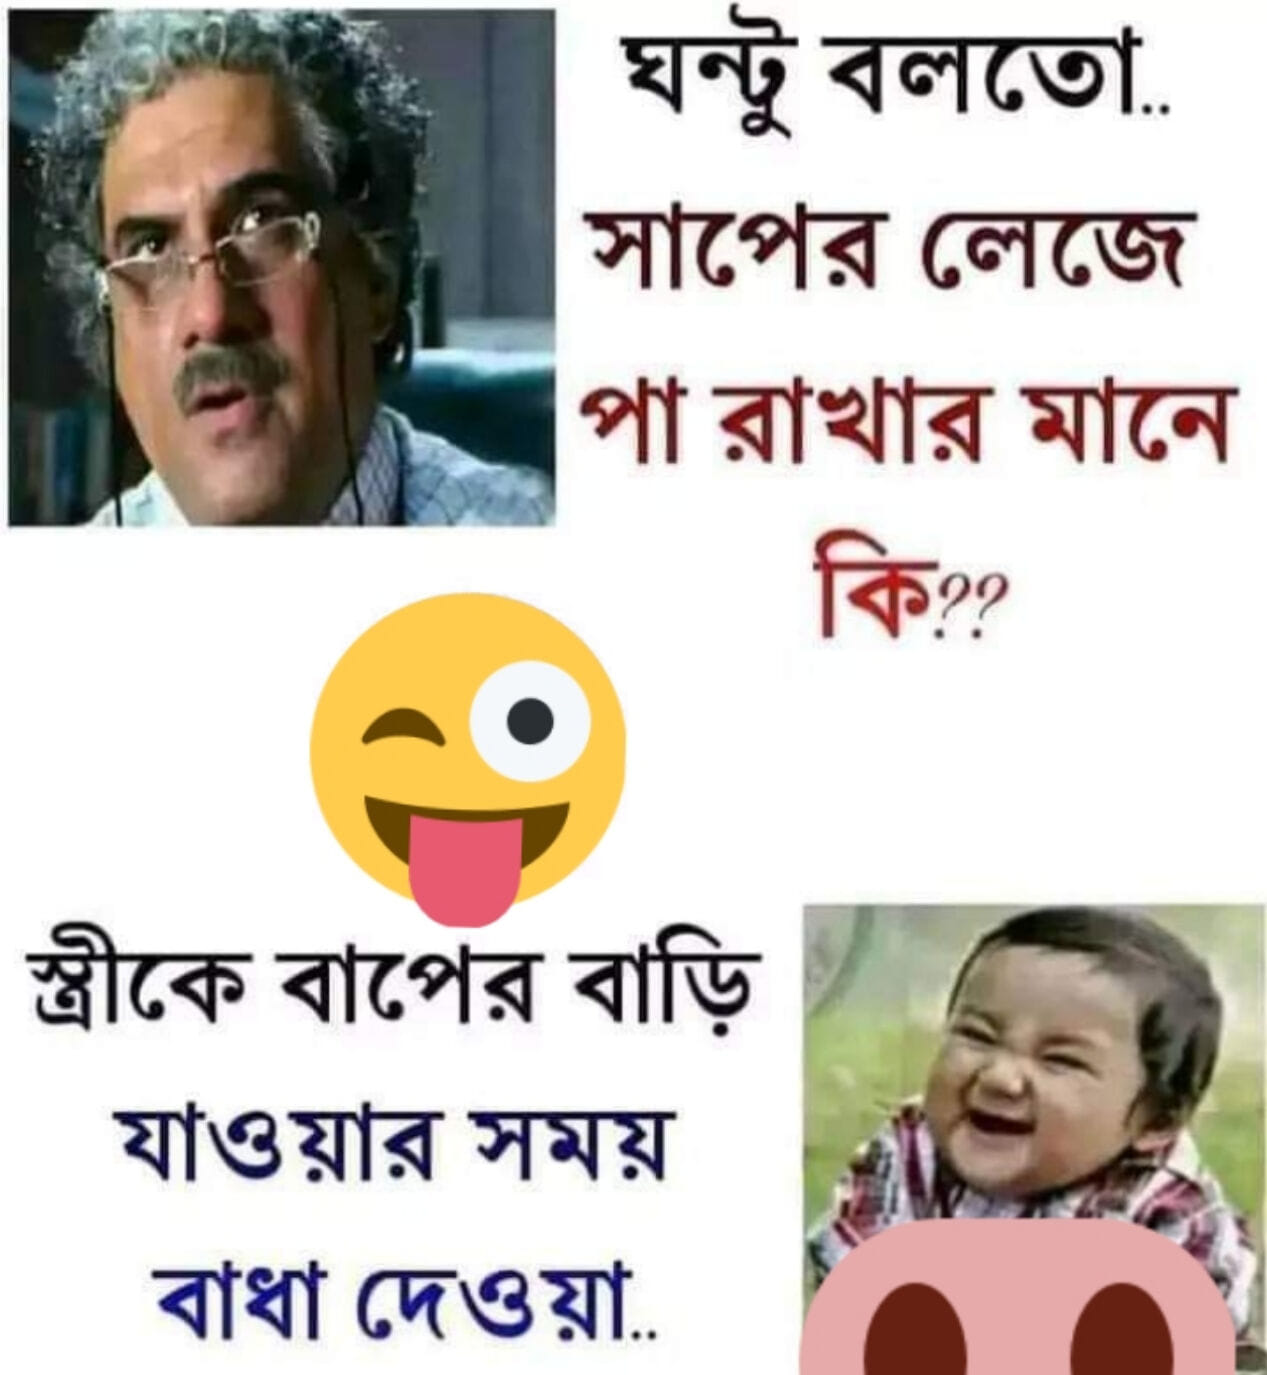 ঘন্টু বলতো..
সাপের লেজে
পা রাখার মানে
কি??
স্ত্রীকে বাপের বাড়ি
যাওয়ার সময়
বাধা দেওয়া..